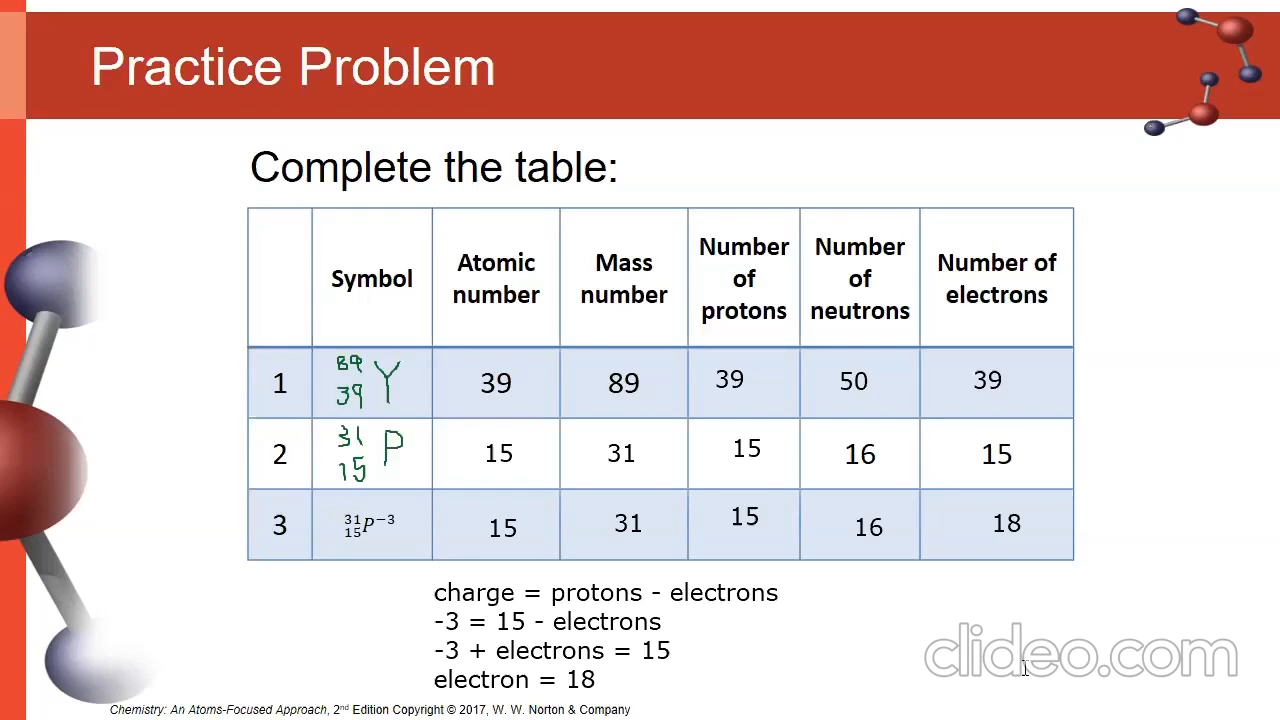 Practice Problem
Complete the table:
Symbol Atomic number Mass number Number of protons Number of neutrons Number of electrons
1 89 39 Y 39 89 39 50 39
2 31 15 P 15 31 15 16 15
3 31 15 P−3 15 31 15 16 18
charge = protons - electrons
-3 = 15 - electrons
-3 + electrons = 15
electron = 18
clideo.com
Chemistry: An Atoms-Focused Approach, 2nd Edition Copyright © 2017, W. W. Norton & Company